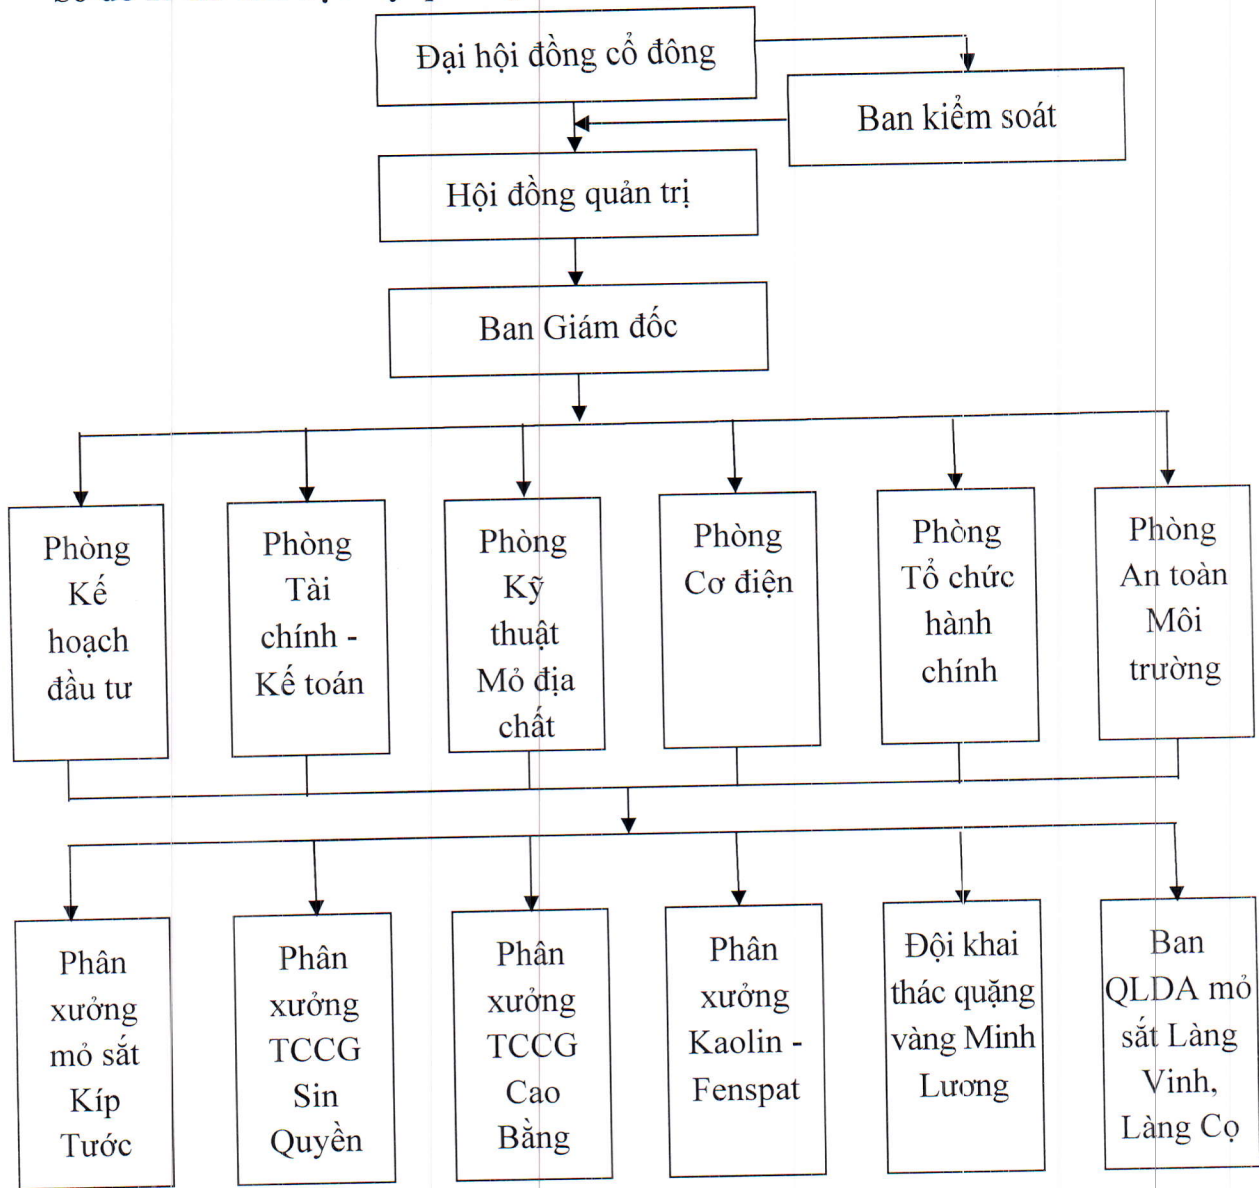 Đại hội đồng cổ đông
Ban kiểm soát
Hội đồng quản trị
Ban Giám đốc
Phòng
Kế
hoạch
đầu tư
Phòng
Tài
chính -
Kế toán
Phòng
Kỹ
thuật
Mỏ địa
chất
Phòng
Cơ điện
Phòng
Tổ chức
hành
chính
Phòng
An toàn
Môi
trường
Phân
xưởng
mỏ sắt
Kíp
Tước
Phân
xưởng
TCCG
Sin
Quyền
Phân
xưởng
TCCG
Cao
Bằng
Phân
xưởng
Kaolin -
Fenspat
Đội khai
thác quặng
vàng Minh
Lương
Ban
QLDA mỏ
sắt Làng
Vinh,
Làng Cọ